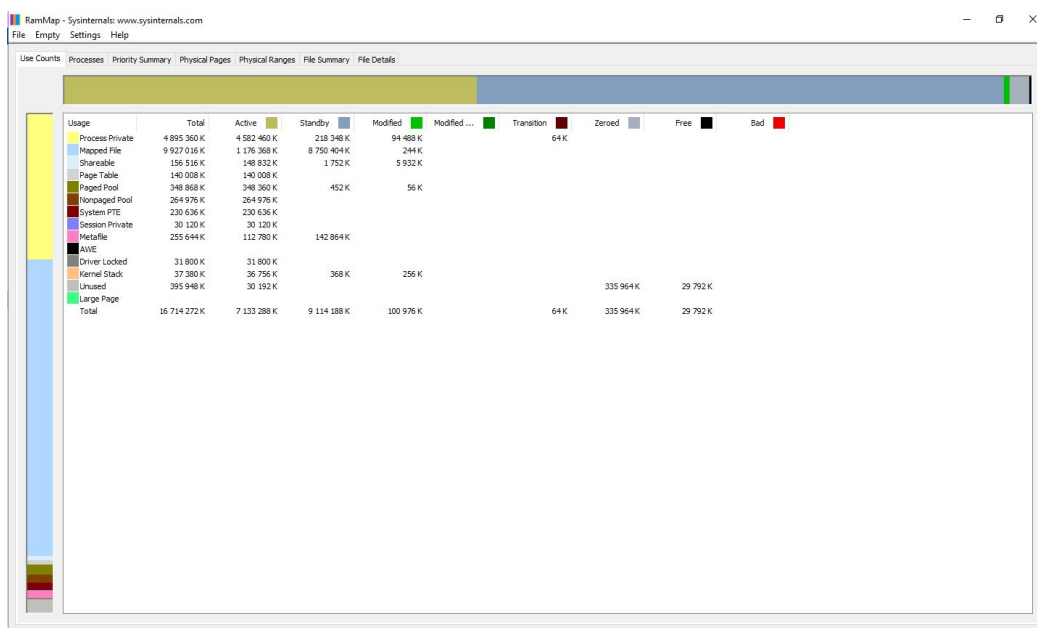 RamMap - Sysinternals: www.sysinternals.com
File Empty Settings Help
Use Counts Processes Priority Summary Physical Pages Physical Ranges File Summary File Details
Usage Total Active Standby Modified Modified ... Transition Zeroed Free Bad
Process Private 4 895 360 K 4 582 460 K 218 348 K 94 488 K 64 K
Mapped File 9 927 016 K 1 176 368 K 8 750 404 K 244 K
Shareable 156 516 K 148 832 K 1 752 K 5 932 K
Page Table 140 008 K 140 008 K
Paged Pool 348 868 K 348 360 K 452 K 56 K
Nonpaged Pool 264 976 K 264 976 K
System PTE 230 636 K 230 636 K
Session Private 30 120 K 30 120 K
Metafile 255 644 K 112 780 K 142 864 K
AWE
Driver Locked 31 800 K 31 800 K
Kernel Stack 37 380 K 36 756 K 368 K 256 K
Unused 395 948 K 30 192 K 335 964 K 29 792 K
Large Page
Total 16 714 272 K 7 133 288 K 9 114 188 K 100 976 K 64 K 335 964 K 29 792 K